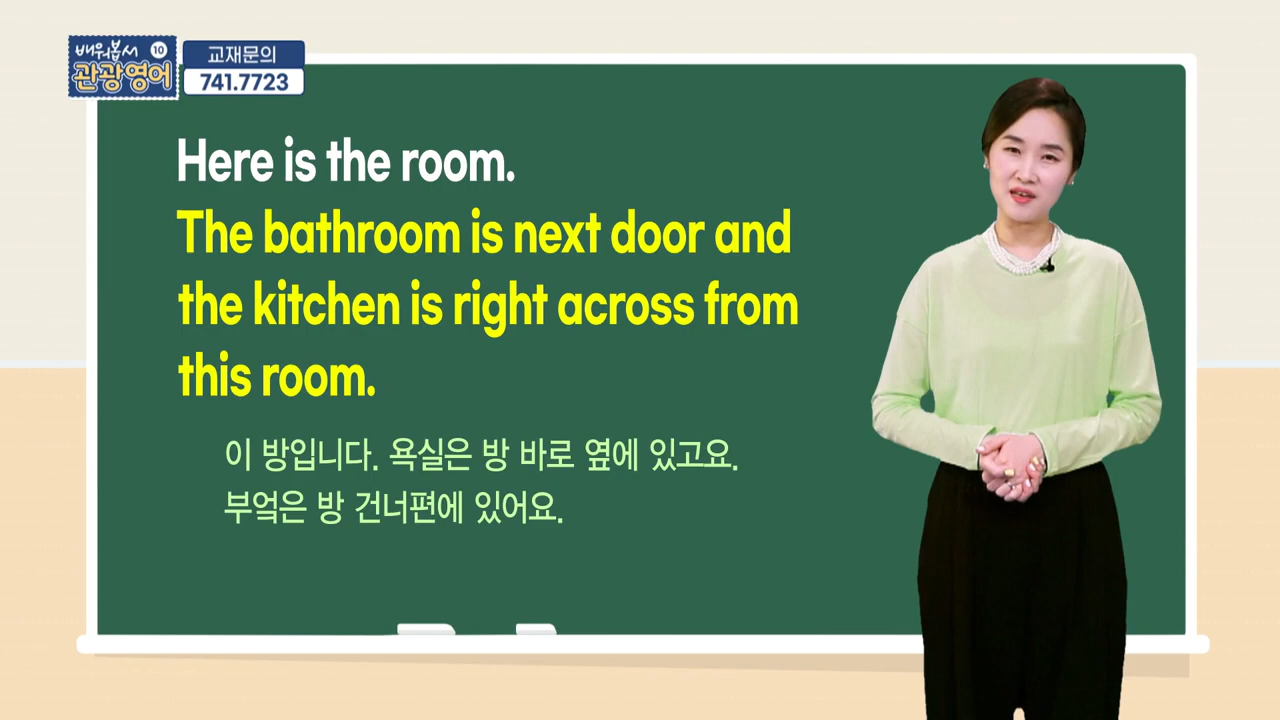 배워봅서 10
관광영어
교재문의
741.7723
Here is the room.
The bathroom is next door and
the kitchen is right across from
this room.
이 방입니다. 욕실은 방 바로 옆에 있고요.
부엌은 방 건너편에 있어요.